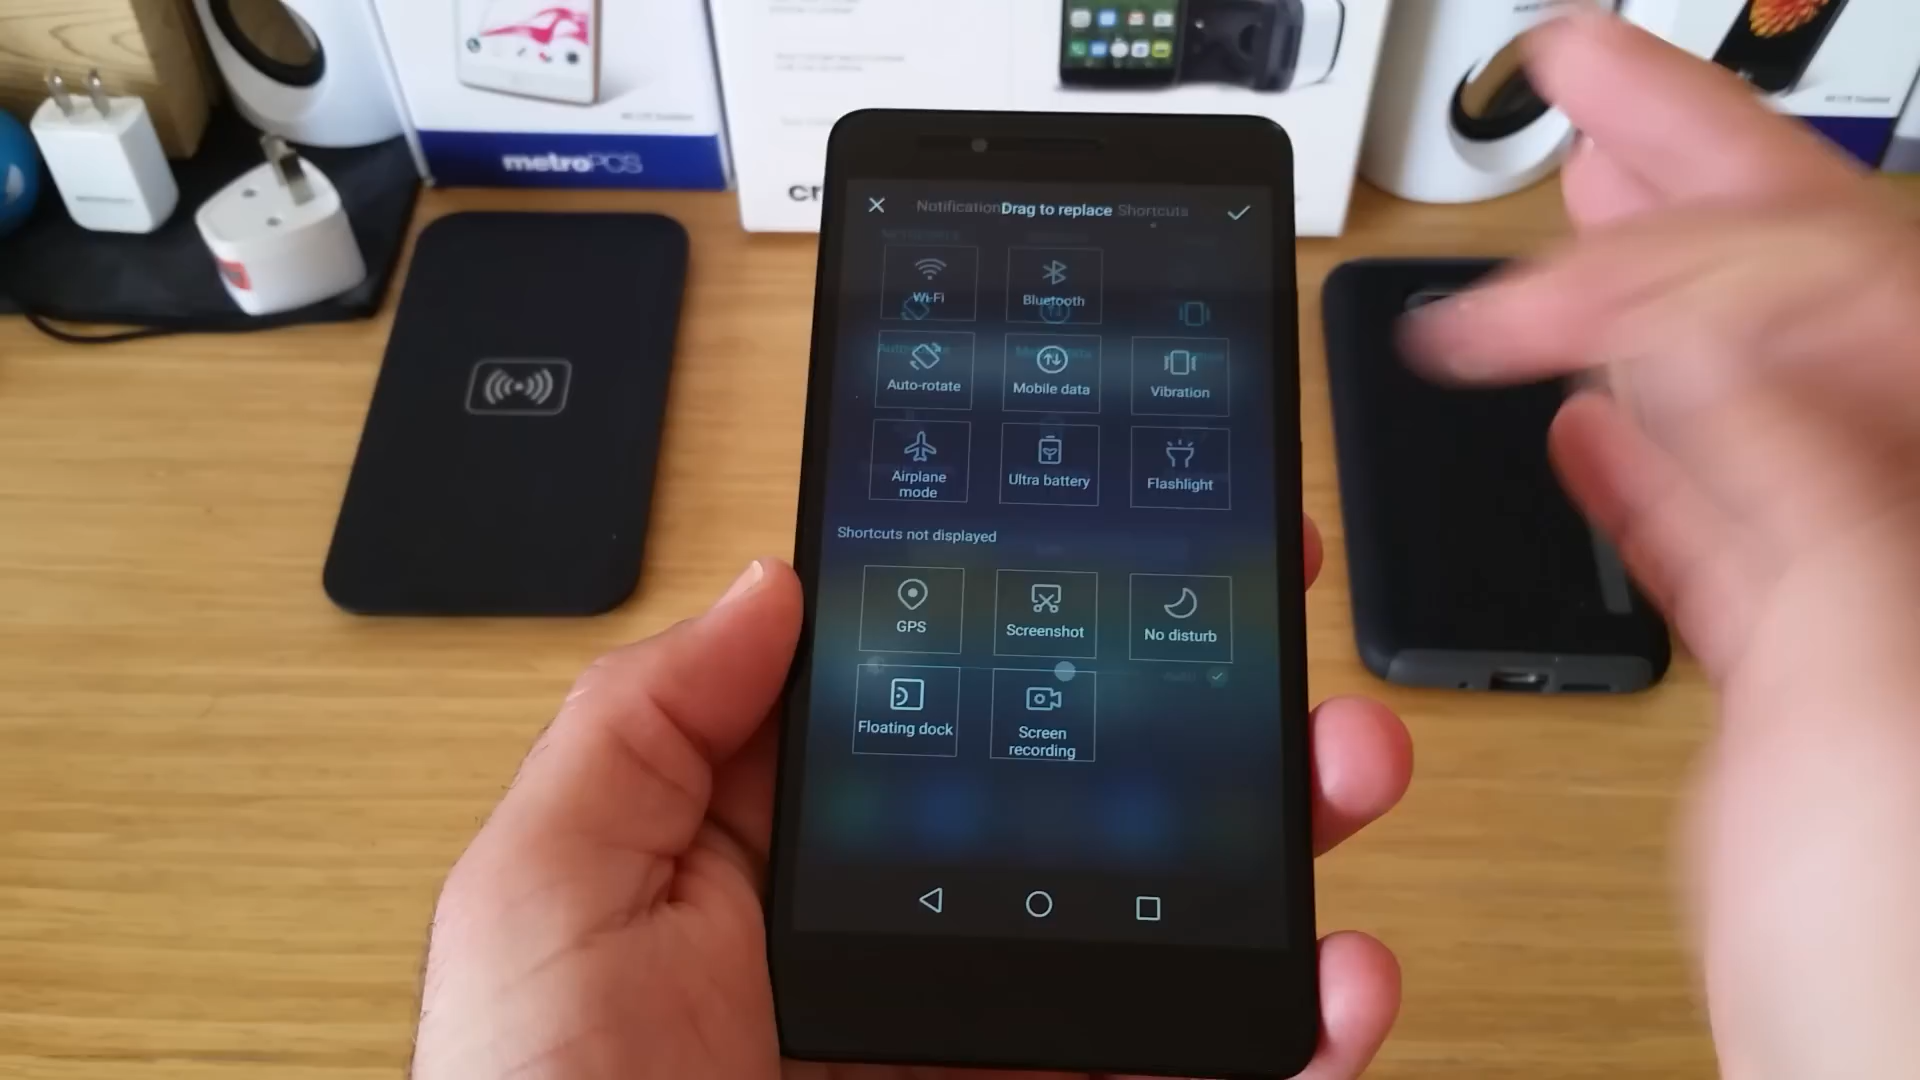 metroPCS
cr
Notification Drag to replace Shortcuts
Wi-Fi
Bluetooth
Auto-rotate
Mobile data
Vibration
Airplane
mode
Ultra battery
Flashlight
Shortcuts not displayed
GPS
Screenshot
No disturb
Floating dock
Screen
recording